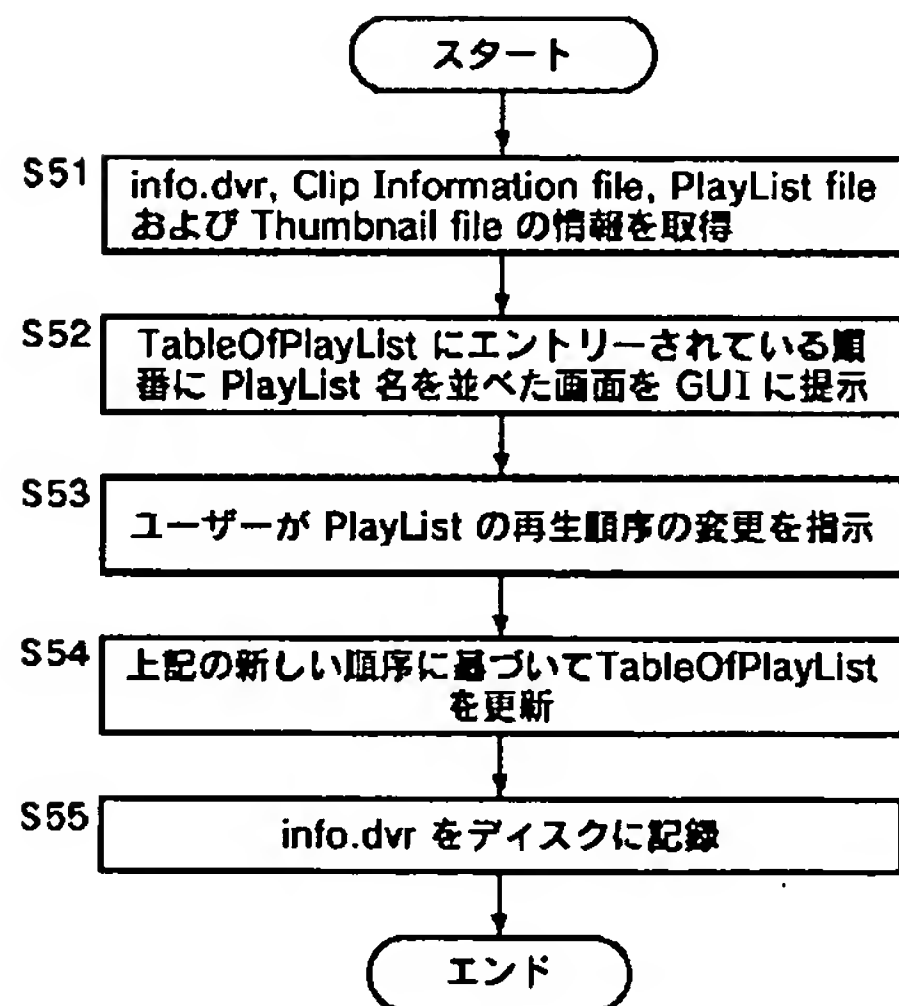 スタート
S51
info.dvr, Clip Information file, PlayList file
および Thumbnail file の情報を取得
S52
TableOfPlayList にエントリーされている順
番に PlayList 名を並べた画面を GUI に提示
S53
ユーザーが PlayList の再生順序の変更を指示
S54
上記の新しい順序に基づいてTableOfPlayList
を更新
S55
info.dvr をディスクに記録
エンド